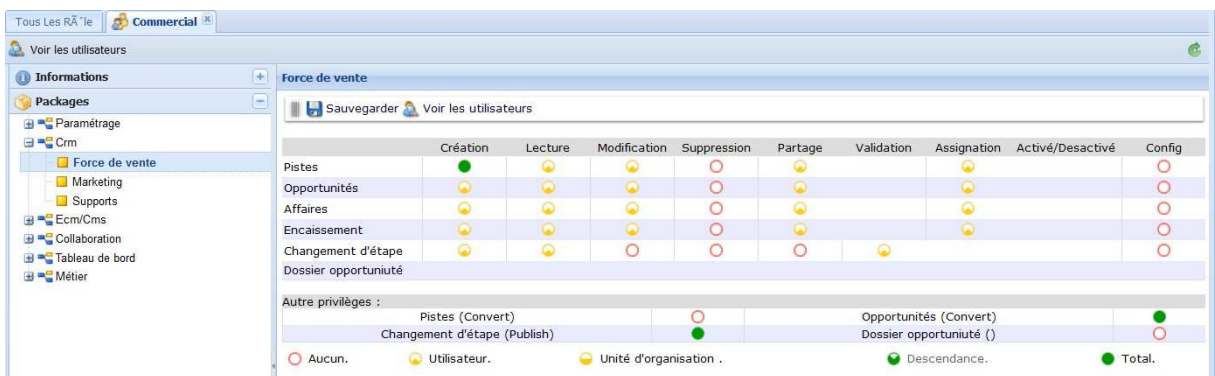 Tous Les RÃ´le Commercial
Voir les utilisateurs
Informations
Packages
Paramétrage
Crm
Force de vente
Marketing
Supports
Ecm/Cms
Collaboration
Tableau de bord
Métier
Force de vente
Sauvegarder Voir les utilisateurs
Création Lecture Modification Suppression Partage Validation Assignation Activé/Desactivé Config
Pistes
Opportunités
Affaires
Encaissement
Changement d'étape
Dossier opportuniuté
Autre privilèges :
Pistes (Convert) Opportunités (Convert)
Changement d'étape (Publish) Dossier opportuniuté ()
Aucun. Utilisateur. Unité d'organisation . Descendance. Total.